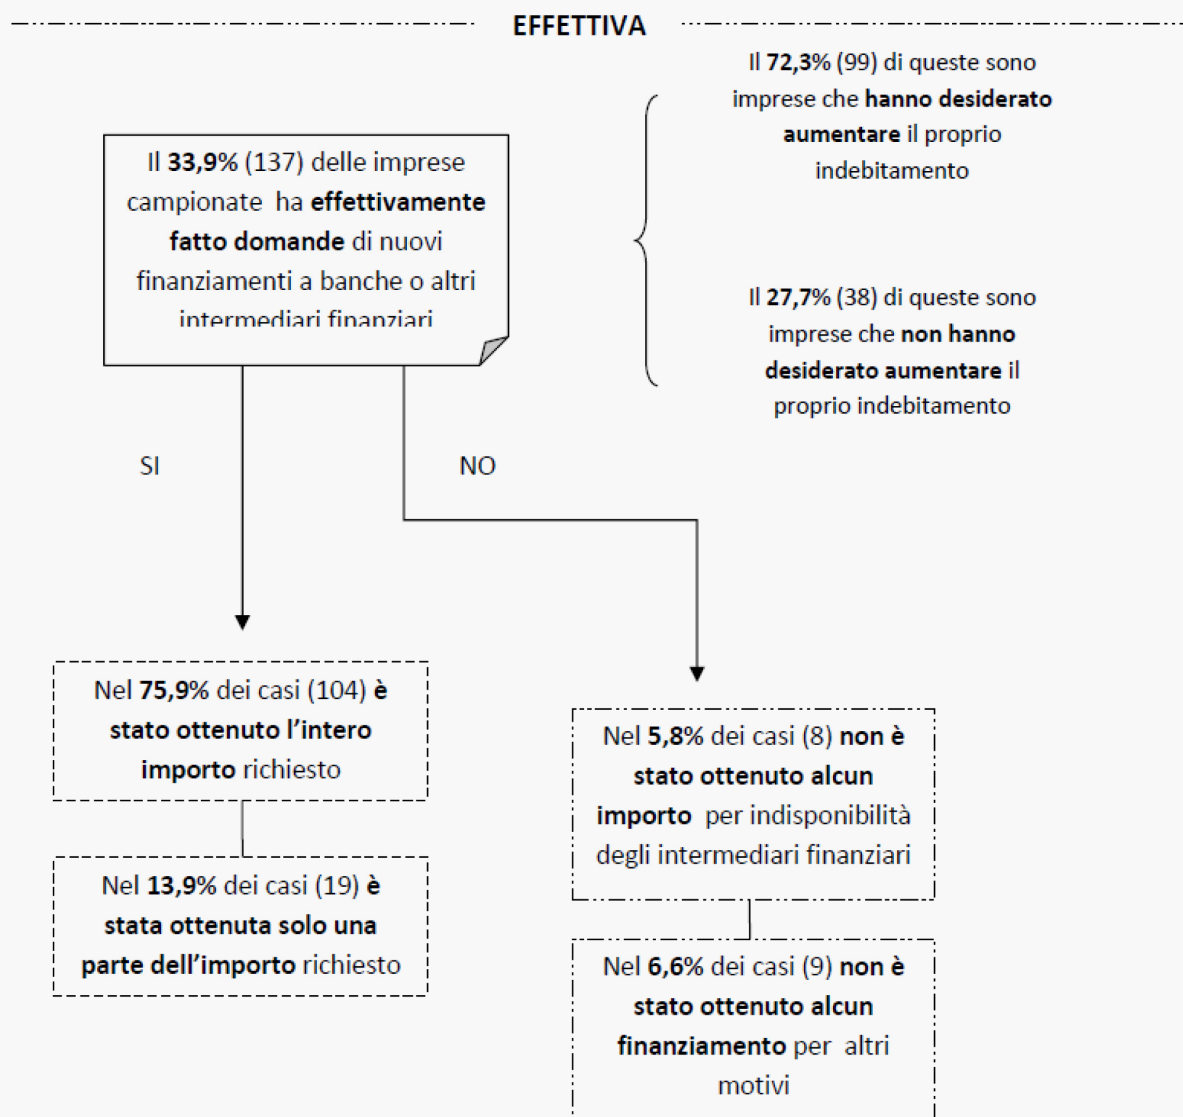 EFFETTIVA
Il 72,3% (99) di queste sono
imprese che hanno desiderato
aumentare il proprio
indebitamento
Il 33,9% (137) delle imprese
campionate ha effettivamente
fatto domande di nuovi
finanziamenti a banche o altri
intermediari finanziari
Il 27,7% (38) di queste sono
imprese che non hanno
desiderato aumentare il
proprio indebitamento
SI
NO
Nel 75,9% dei casi (104) è
stato ottenuto l’intero
importo richiesto
Nel 13,9% dei casi (19) è
stata ottenuta solo una
parte dell’importo richiesto
Nel 5,8% dei casi (8) non è
stato ottenuto alcun
importo per indisponibilità
degli intermediari finanziari
Nel 6,6% dei casi (9) non è
stato ottenuto alcun
finanziamento per altri
motivi